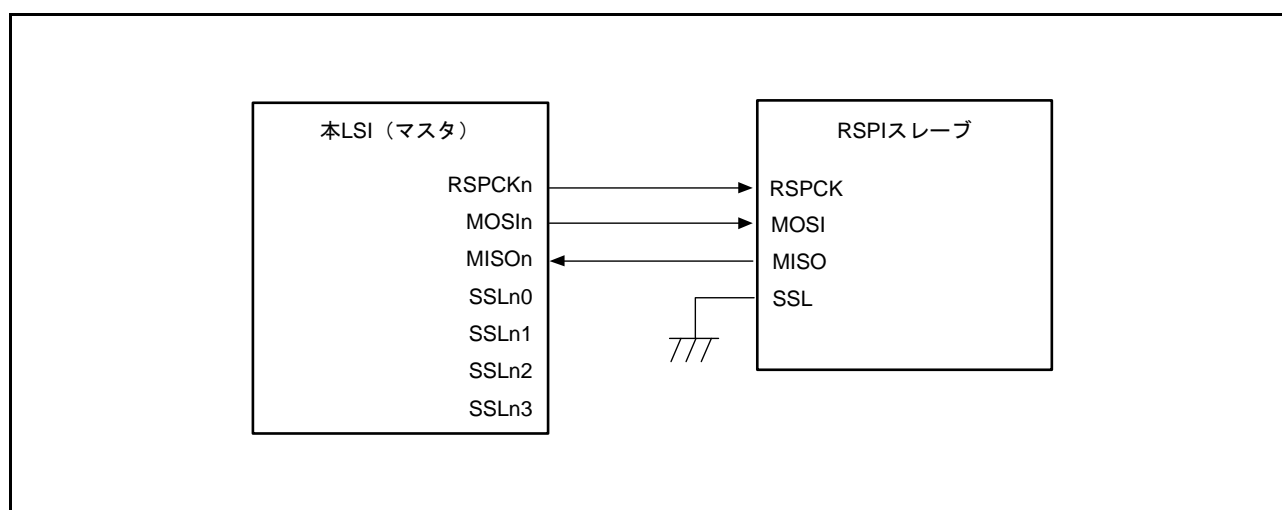 本LSI（マスタ）
RSPCKn
MOSIn
MISOn
SSLn0
SSLn1
SSLn2
SSLn3
RSPIスレーブ
RSPCK
MOSI
MISO
SSL